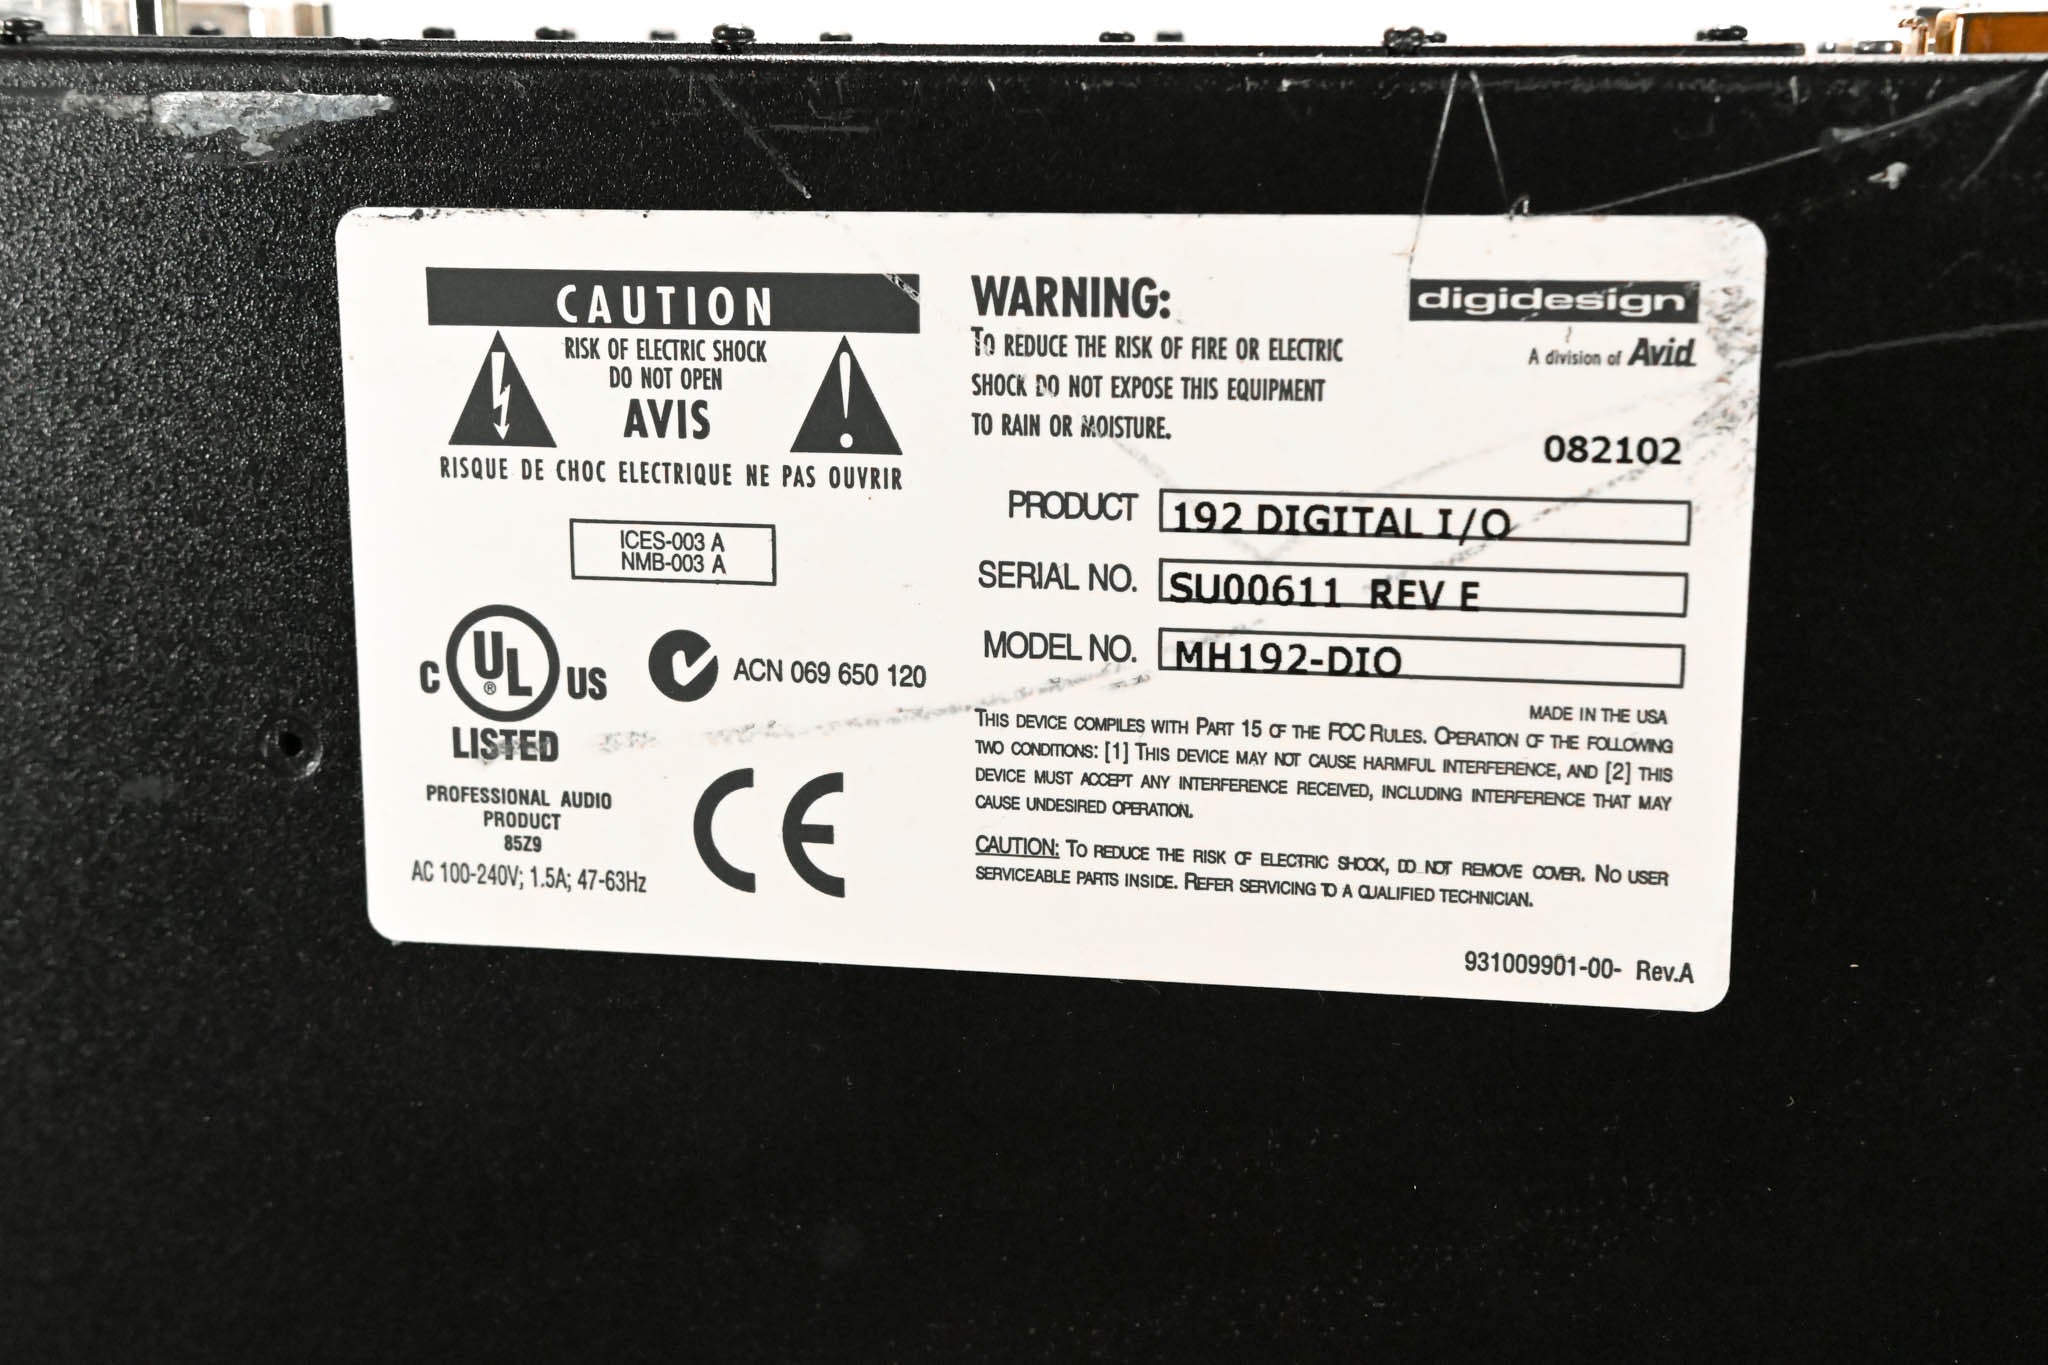 CAUTION
RISK OF ELECTRIC SHOCK
DO NOT OPEN
AVIS
RISQUE DE CHOC ELECTRIQUE NE PAS OUVRIR
ICES-003 A
NMB-003 A
C UL ® US
LISTED
ACN 069 650 120
PROFESSIONAL AUDIO
PRODUCT
85Z9
AC 100-240V; 1.5A; 47-63Hz
CE
WARNING:
TO REDUCE THE RISK OF FIRE OR ELECTRIC
SHOCK DO NOT EXPOSE THIS EQUIPMENT
TO RAIN OR MOISTURE.
digidesign
A division of Avid
082102
PRODUCT 192 DIGITAL I/O
SERIAL NO. SU00611 REV E
MODEL NO. MH192-DIO
MADE IN THE USA
THIS DEVICE COMPILES WITH PART 15 OF THE FCC RULES. OPERATION OF THE FOLLOWING
TWO CONDITIONS: [1] THIS DEVICE MAY NOT CAUSE HARMFUL INTERFERENCE, AND [2] THIS
DEVICE MUST ACCEPT ANY INTERFERENCE RECEIVED, INCLUDING INTERFERENCE THAT MAY
CAUSE UNDESIRED OPERATION.
CAUTION: TO REDUCE THE RISK OF ELECTRIC SHOCK, DO NOT REMOVE COVER. NO USER
SERVICEABLE PARTS INSIDE. REFER SERVICING TO A QUALIFIED TECHNICIAN.
931009901-00- Rev.A